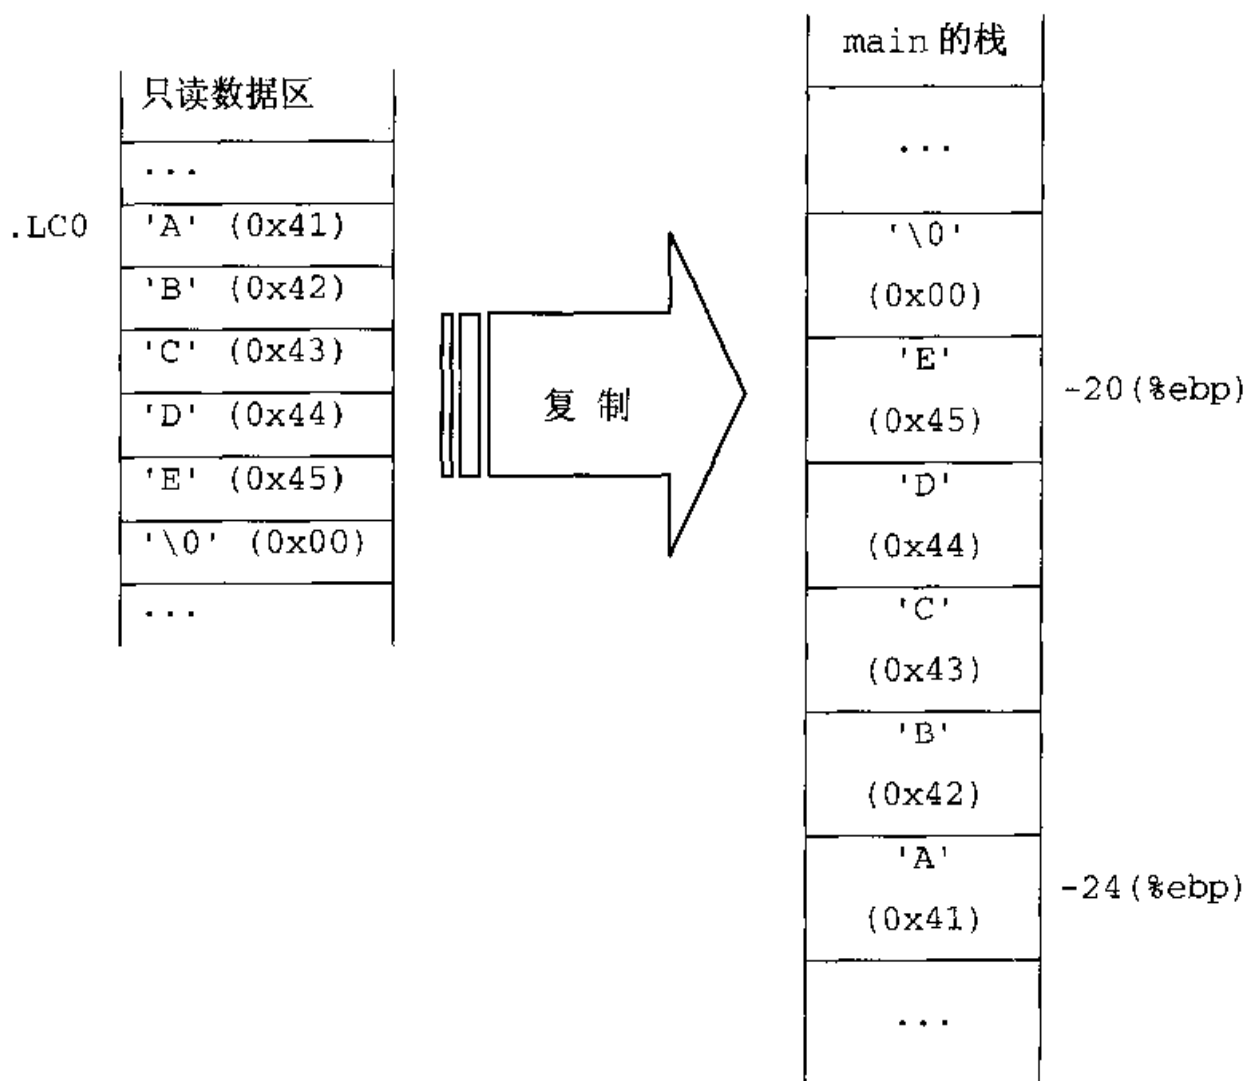 只读数据区
...
.LC0
'A' (0x41)
'B' (0x42)
'C' (0x43)
'D' (0x44)
'E' (0x45)
'\0' (0x00)
...
复 制
main 的栈
...
'\0'
(0x00)
'E'
(0x45)
-20(%ebp)
'D'
(0x44)
'C'
(0x43)
'B'
(0x42)
'A'
(0x41)
-24(%ebp)
...